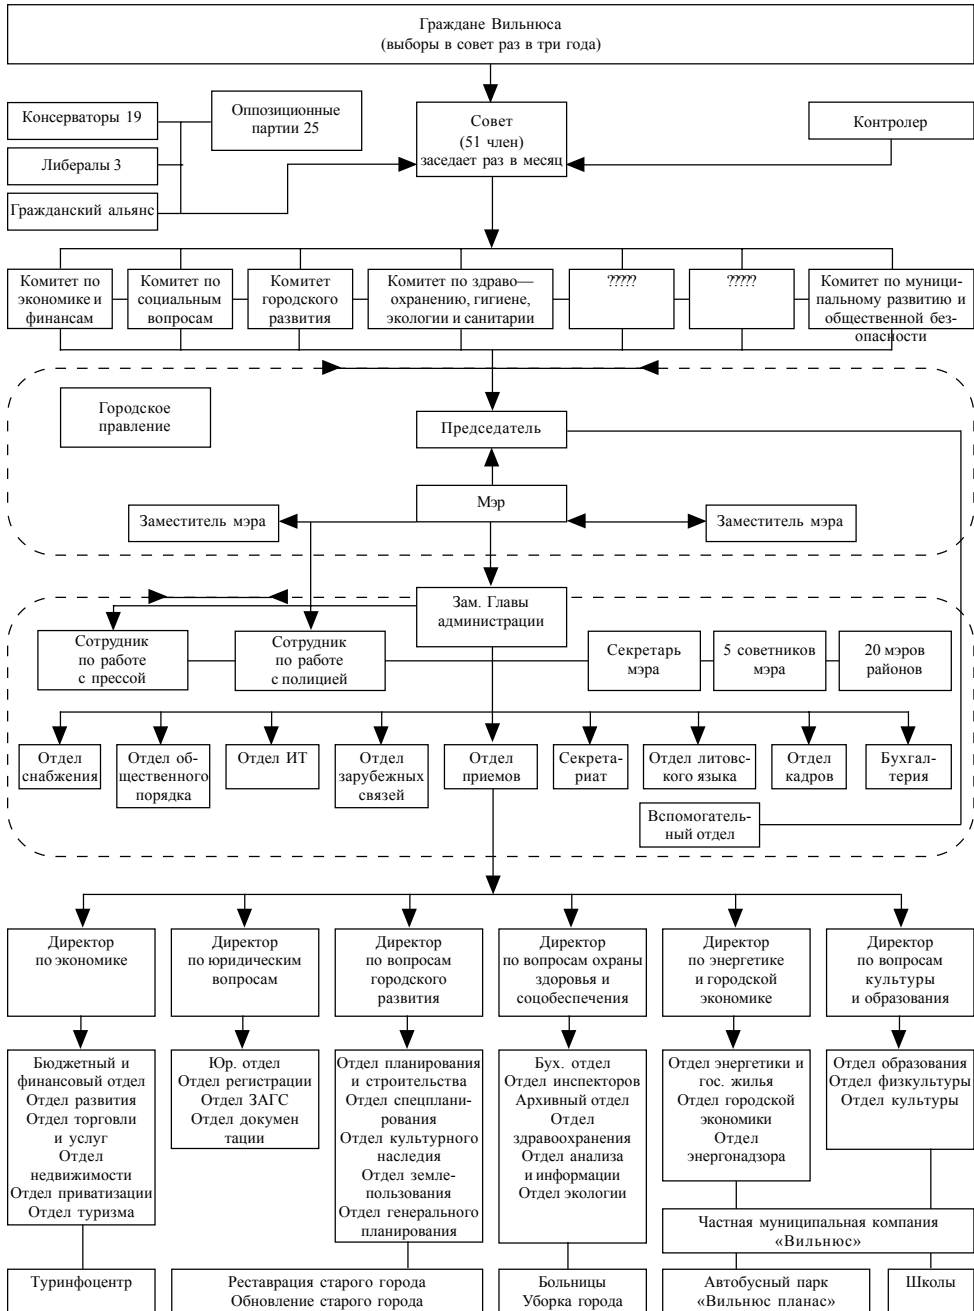 Граждане Вильнюса
(выборы в совет раз в три года)
Консерваторы 19
Оппозиционные
партии 25
Либералы 3
Гражданский альянс
Совет
(51 член)
заседает раз в месяц
Контролер
Комитет по
экономике и
финансам
Комитет по
социальным
вопросам
Комитет
городского
развития
Комитет по здраво—
охранению, гигиене,
экологии и санитарии
?????
?????
Комитет по муници-
пальному развитию и
общественной без-
опасности
Городское
правление
Председатель
Мэр
Заместитель мэра
Заместитель мэра
Зам. Главы
администрации
Сотрудник
по работе
с прессой
Сотрудник
по работе
с полицией
Секретарь
мэра
5 советников
мэра
20 мэров
районов
Отдел
снабжения
Отдел об-
щественного
порядка
Отдел ИТ
Отдел
зарубежных
связей
Отдел
приемов
Секрета-
риат
Отдел литов-
ского языка
Отдел
кадров
Бухгал-
терия
Вспомогатель-
ный отдел
Директор
по экономике
Директор
по юридическим
вопросам
Директор
по вопросам
городского
развития
Директор
по вопросам охраны
здоровья и
соцобеспечения
Директор
по энергетике
и городской
экономике
Директор
по вопросам
культуры
и образования
Бюджетный и
финансовый отдел
Отдел развития
Отдел торговли
и услуг
Отдел
недвижимости
Отдел приватизации
Отдел туризма
Юр. отдел
Отдел регистрации
Отдел ЗАГС
Отдел докумен
тации
Отдел планирования
и строительства
Отдел спецплани-
рования
Отдел культурного
наследия
Отдел земле-
пользования
Отдел генерального
планирования
Бух. отдел
Отдел инспекторов
Архивный отдел
Отдел
здравоохранения
Отдел анализа
и информации
Отдел экологии
Отдел энергетики и
гос. жилья
Отдел городской
экономики
Отдел
энергонадзора
Отдел образования
Отдел физкультуры
Отдел культуры
Частная муниципальная компания
«Вильнюс»
Туринфоцентр
Реставрация старого города
Обновление старого города
Больницы
Уборка города
Автобусный парк
«Вильнюс планас»
Школы